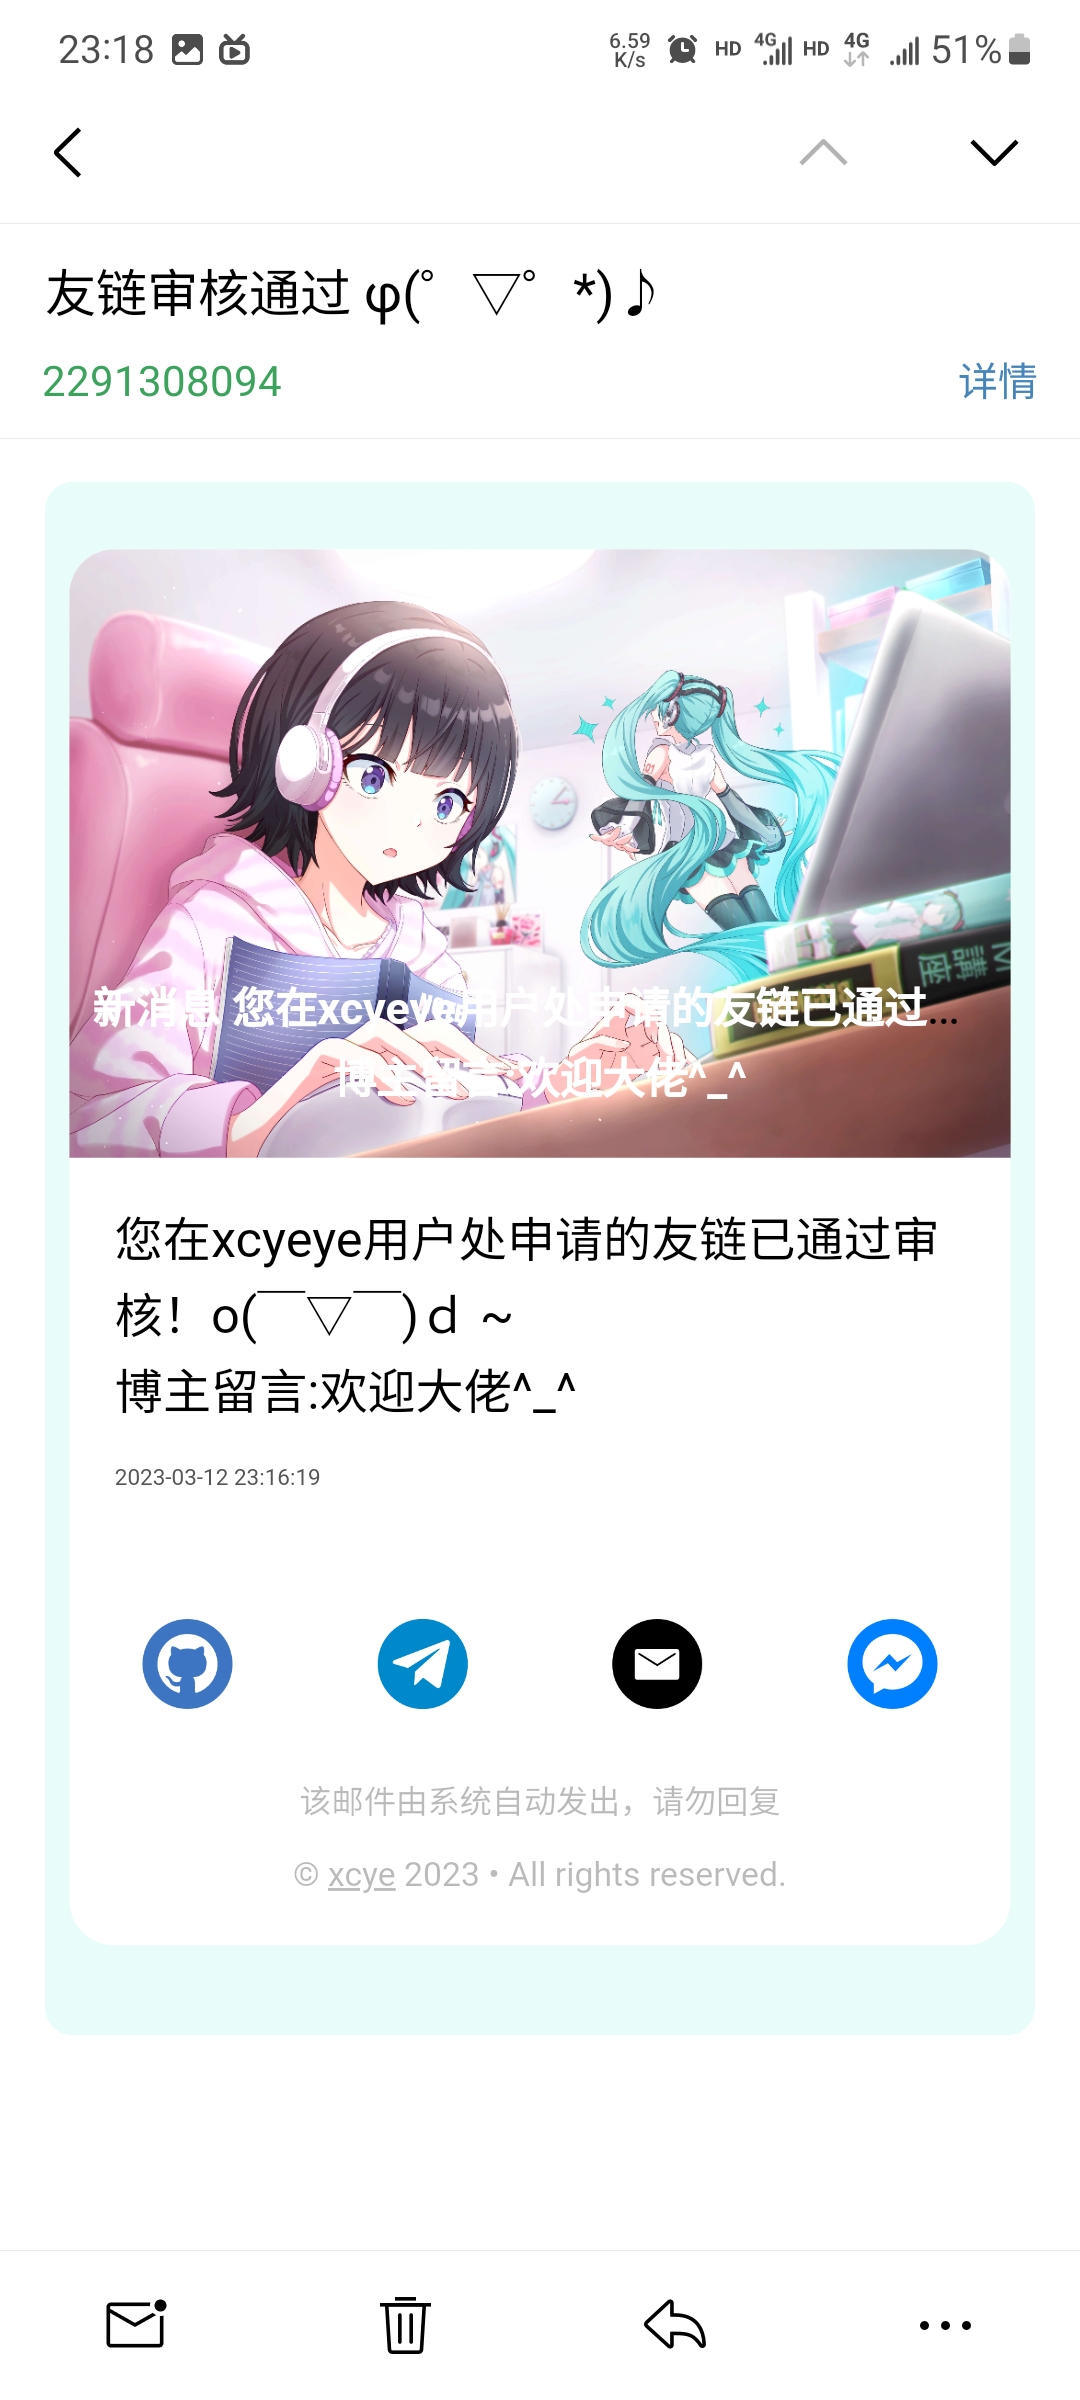 23:18
6.59 K/s HD 4G HD 4G 51%
友链审核通过 φ(゜▽゜*)♪
2291308094
详情
講座
新消息 您在xcyeye用户处申请的友链已通过...
博主留言:欢迎大佬^_^
您在xcyeye用户处申请的友链已通过审
核！o(￣▽￣)ｄ ~
博主留言:欢迎大佬^_^
2023-03-12 23:16:19
该邮件由系统自动发出，请勿回复
© xcye 2023 • All rights reserved.